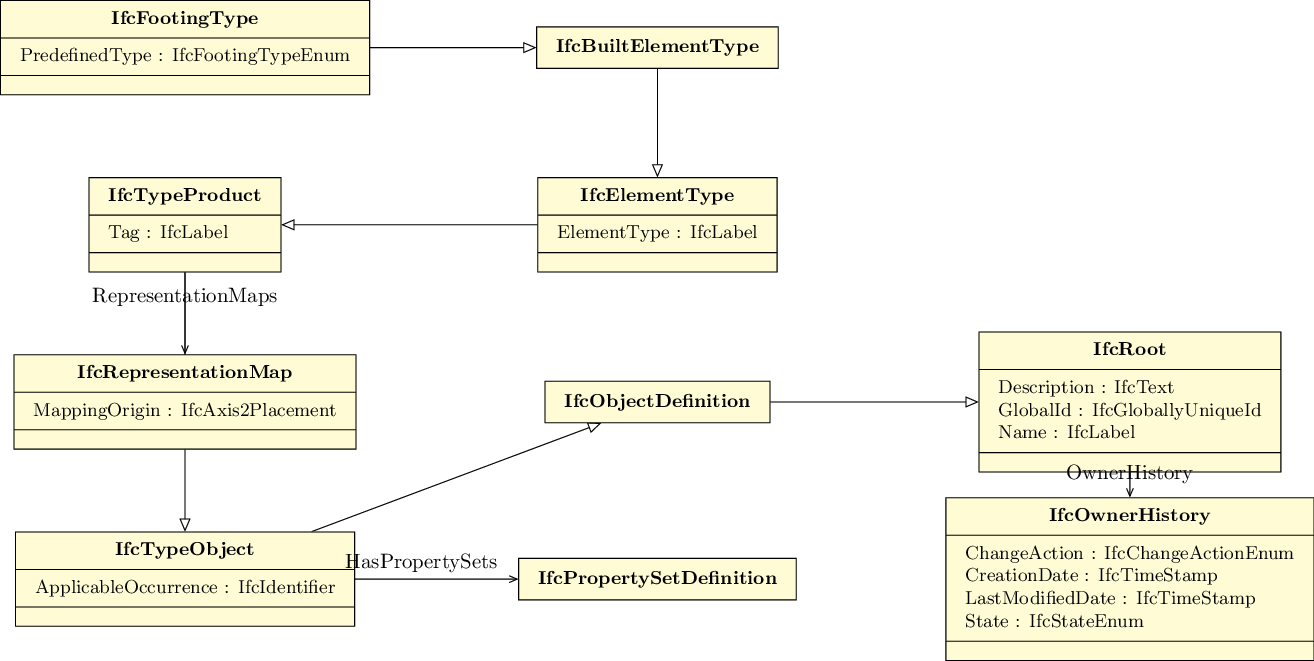 IfcFootingType
PredefinedType : IfcFootingTypeEnum
IfcBuiltElementType
IfcTypeProduct
Tag : IfcLabel
IfcElementType
ElementType : IfcLabel
RepresentationMaps
IfcRepresentationMap
MappingOrigin : IfcAxis2Placement
IfcObjectDefinition
IfcRoot
Description : IfcText
GlobalId : IfcGloballyUniqueId
Name : IfcLabel
OwnerHistory
IfcTypeObject
ApplicableOccurrence : IfcIdentifier
HasPropertySets
IfcPropertySetDefinition
IfcOwnerHistory
ChangeAction : IfcChangeActionEnum
CreationDate : IfcTimeStamp
LastModifiedDate : IfcTimeStamp
State : IfcStateEnum